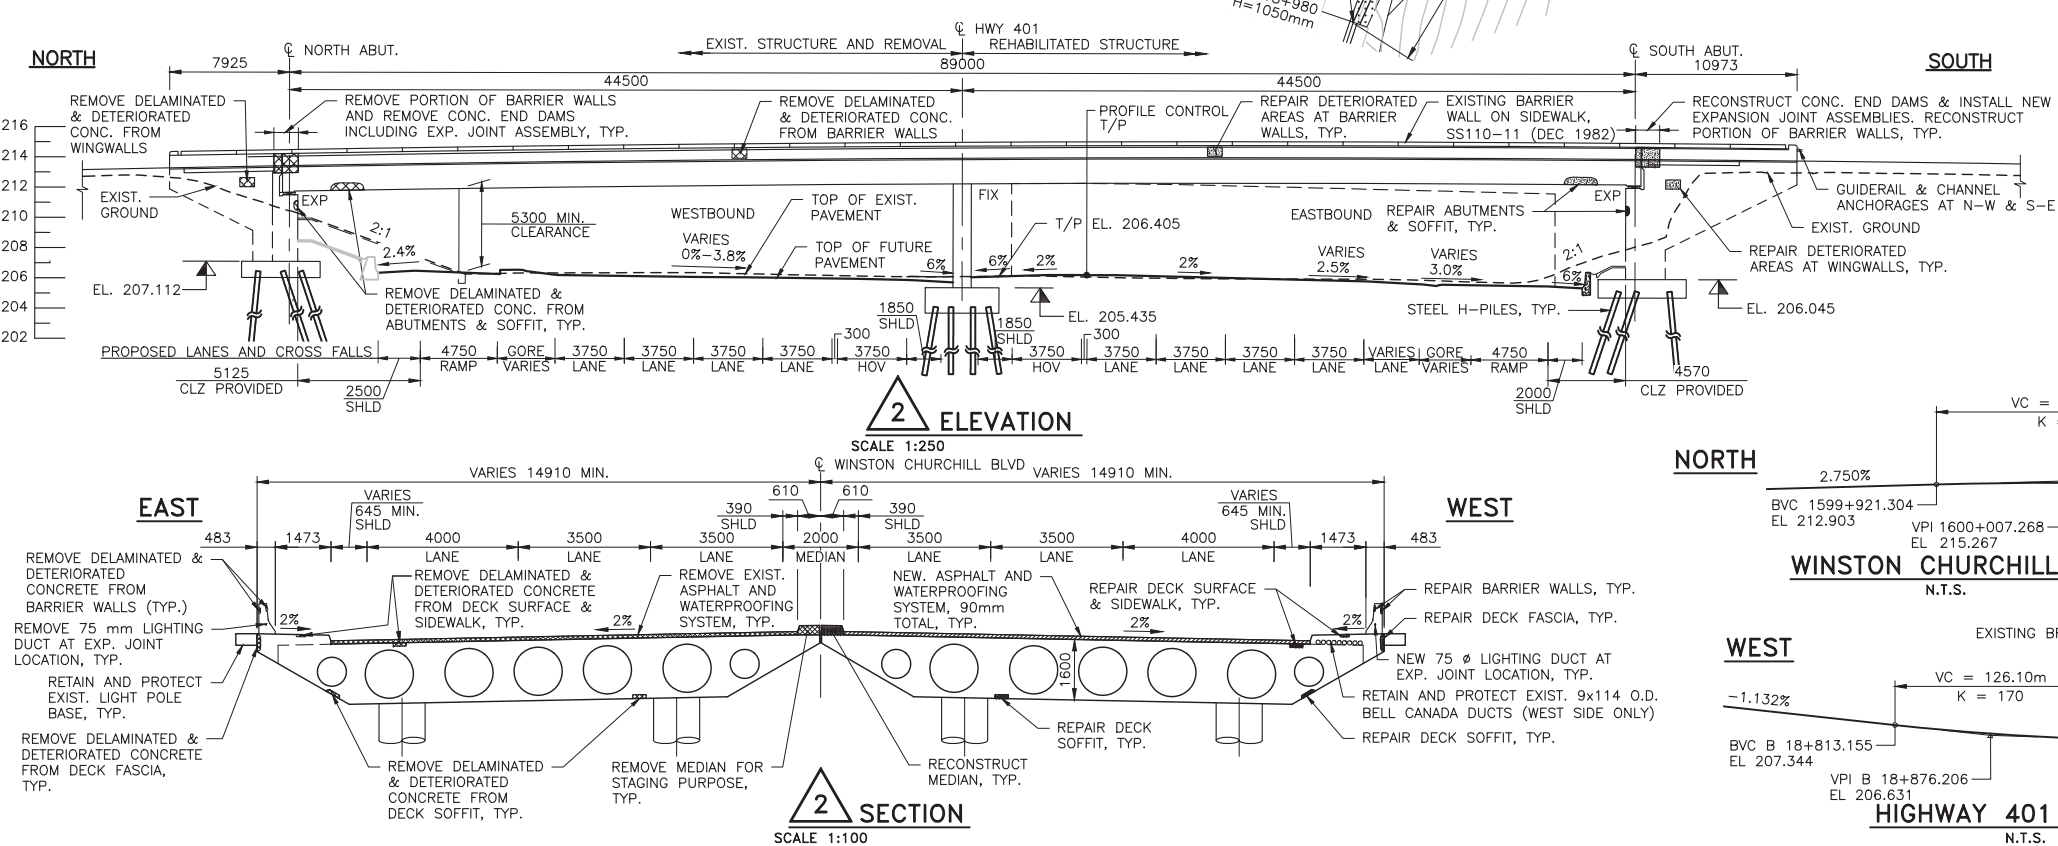 +980
H=1050mm
℄ HWY 401
EXIST. STRUCTURE AND REMOVAL
REHABILITATED STRUCTURE
NORTH
℄ NORTH ABUT.
℄ SOUTH ABUT.
SOUTH
7925
89000
10973
44500
44500
REMOVE DELAMINATED
& DETERIORATED
CONC. FROM
WINGWALLS
REMOVE PORTION OF BARRIER WALLS
AND REMOVE CONC. END DAMS
INCLUDING EXP. JOINT ASSEMBLY, TYP.
REMOVE DELAMINATED
& DETERIORATED CONC.
FROM BARRIER WALLS
PROFILE CONTROL
T/P
REPAIR DETERIORATED
AREAS AT BARRIER
WALLS, TYP.
EXISTING BARRIER
WALL ON SIDEWALK,
SS110-11 (DEC 1982)
RECONSTRUCT CONC. END DAMS & INSTALL NEW
EXPANSION JOINT ASSEMBLIES. RECONSTRUCT
PORTION OF BARRIER WALLS, TYP.
216
214
212
210
208
206
204
202
EXIST.
GROUND
EXP
2:1
2.4%
5300 MIN.
CLEARANCE
WESTBOUND
VARIES
0%-3.8%
TOP OF EXIST.
PAVEMENT
TOP OF FUTURE
PAVEMENT
FIX
T/P EL. 206.405
6%
6%
2%
2%
EASTBOUND
REPAIR ABUTMENTS
& SOFFIT, TYP.
EXP
VARIES
2.5%
VARIES
3.0%
2:1
6%
GUIDERAIL & CHANNEL
ANCHORAGES AT N-W & S-E
EXIST. GROUND
REPAIR DETERIORATED
AREAS AT WINGWALLS, TYP.
EL. 207.112
REMOVE DELAMINATED &
DETERIORATED CONC. FROM
ABUTMENTS & SOFFIT, TYP.
1850
SHLD
EL. 205.435
1850
SHLD
STEEL H-PILES, TYP.
EL. 206.045
PROPOSED LANES AND CROSS FALLS
5125
CLZ PROVIDED
2500
SHLD
4750
RAMP
GORE
VARIES
3750
LANE
3750
LANE
3750
LANE
3750
LANE
300
3750
HOV
3750
HOV
300
3750
LANE
3750
LANE
3750
LANE
3750
LANE
VARIES
LANE
GORE
VARIES
4750
RAMP
2000
SHLD
4570
CLZ PROVIDED
2 ELEVATION
SCALE 1:250
℄ WINSTON CHURCHILL BLVD
VARIES 14910 MIN.
VARIES 14910 MIN.
EAST
WEST
VARIES
645 MIN.
SHLD
610
610
390
SHLD
390
SHLD
VARIES
645 MIN.
SHLD
483
1473
4000
LANE
3500
LANE
3500
LANE
2000
MEDIAN
3500
LANE
3500
LANE
4000
LANE
1473
483
REMOVE DELAMINATED &
DETERIORATED
CONCRETE FROM
BARRIER WALLS (TYP.)
REMOVE 75 mm LIGHTING
DUCT AT EXP. JOINT
LOCATION, TYP.
RETAIN AND PROTECT
EXIST. LIGHT POLE
BASE, TYP.
REMOVE DELAMINATED &
DETERIORATED CONCRETE
FROM DECK FASCIA,
TYP.
REMOVE DELAMINATED &
DETERIORATED CONCRETE
FROM DECK SURFACE &
SIDEWALK, TYP.
REMOVE EXIST.
ASPHALT AND
WATERPROOFING
SYSTEM, TYP.
NEW. ASPHALT AND
WATERPROOFING
SYSTEM, 90mm
TOTAL, TYP.
REPAIR DECK SURFACE
& SIDEWALK, TYP.
REPAIR BARRIER WALLS, TYP.
REPAIR DECK FASCIA, TYP.
2%
2%
2%
2%
1600
NEW 75 ø LIGHTING DUCT AT
EXP. JOINT LOCATION, TYP.
RETAIN AND PROTECT EXIST. 9x114 O.D.
BELL CANADA DUCTS (WEST SIDE ONLY)
REPAIR DECK SOFFIT, TYP.
REMOVE DELAMINATED
& DETERIORATED
CONCRETE FROM
DECK SOFFIT, TYP.
REMOVE MEDIAN FOR
STAGING PURPOSE,
TYP.
RECONSTRUCT
MEDIAN, TYP.
REPAIR DECK
SOFFIT, TYP.
2 SECTION
SCALE 1:100
VC =
K =
NORTH
2.750%
BVC 1599+921.304
EL 212.903
VPI 1600+007.268
EL 215.267
WINSTON CHURCHILL
N.T.S.
EXISTING
WEST
VC = 126.10m
K = 170
-1.132%
BVC B 18+813.155
EL 207.344
VPI B 18+876.206
EL 206.631
HIGHWAY 401
N.T.S.